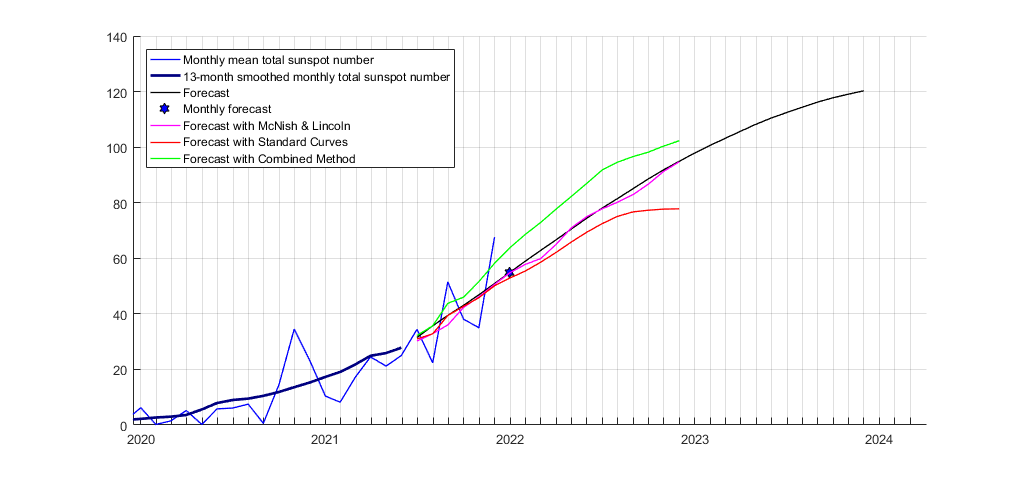 140
120
100
80
60
40
20
0
Monthly mean total sunspot number
13-month smoothed monthly total sunspot number
Forecast
Monthly forecast
Forecast with McNish & Lincoln
Forecast with Standard Curves
Forecast with Combined Method
2020 2021 2022 2023 2024